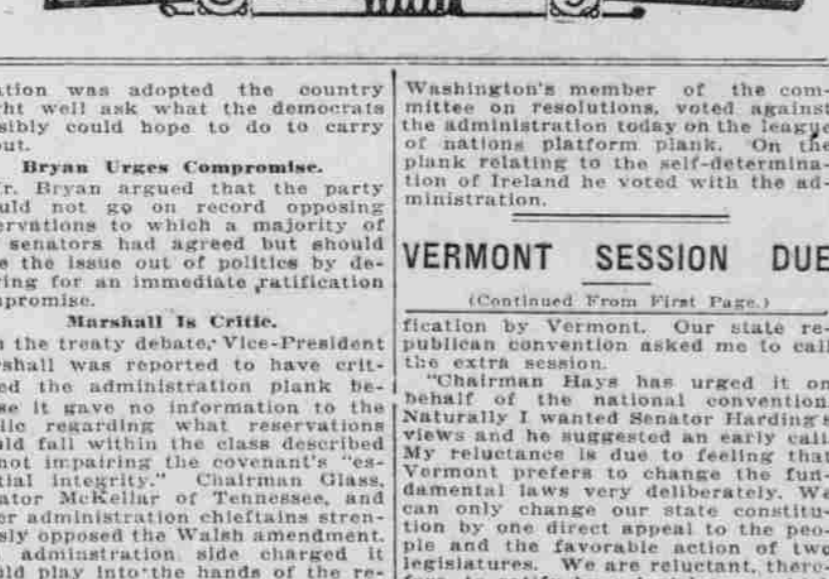 ation was adopted the country
ght well ask what the democrats
sibly could hope to do to carry
out.
Bryan Urges Compromise.
r. Bryan argued that the party
uld not go on record opposing
ervations to which a majority of
senators had agreed but should
e the issue out of politics by de-
ring for an immediate ratification
mpromise.
Marshall Is Critic.
n the treaty debate, Vice-President
rshall was reported to have crit-
ed the administration plank be-
se it gave no information to the
lic regarding what reservations
uld fall within the class described
not impairing the covenant's "es-
tial integrity." Chairman Glass,
ator McKellar of Tennessee, and
er administration chieftains stren-
sly opposed the Walsh amendment.
adminstration side charged it
uld play into the hands of the re-
Washington's member of the com-
mittee on resolutions, voted against
the administration today on the league
of nations platform plank. On the
plank relating to the self-determina-
tion of Ireland he voted with the ad-
ministration.
VERMONT SESSION DUE
(Continued From First Page.)
fication by Vermont. Our state re-
publican convention asked me to call
the extra session.
"Chairman Hays has urged it on
behalf of the national convention.
Naturally I wanted Senator Harding's
views and he suggested an early call.
My reluctance is due to feeling that
Vermont prefers to change the fun-
damental laws very deliberately. We
can only change our state constitu-
tion by one direct appeal to the peo-
ple and the favorable action of two
legislatures. We are reluctant, there-